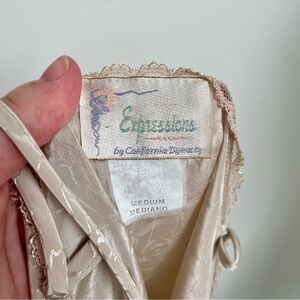 Expressions
by California Dynasty
MEDIUM
MEDIANO